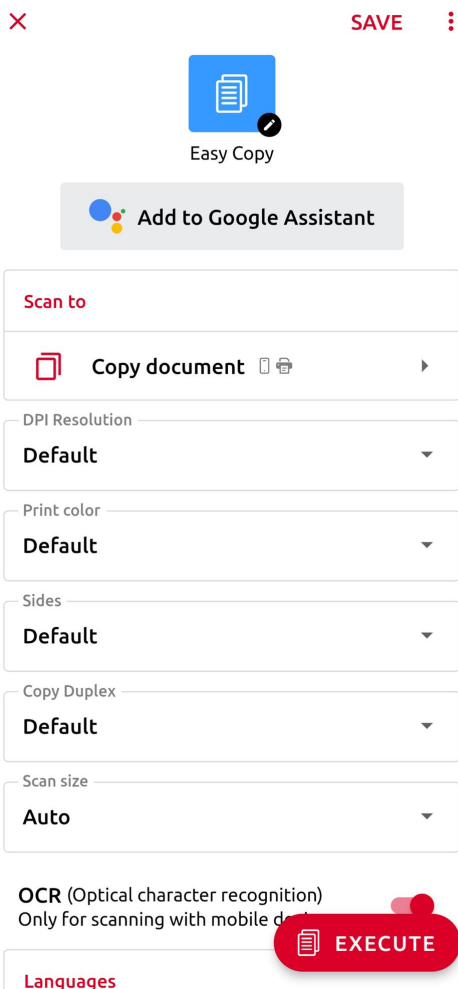 SAVE
Easy Copy
Add to Google Assistant
Scan to
Copy document
DPI Resolution
Default
Print color
Default
Sides
Default
Copy Duplex
Default
Scan size
Auto
OCR (Optical character recognition)
Only for scanning with mobile
EXECUTE
Languages